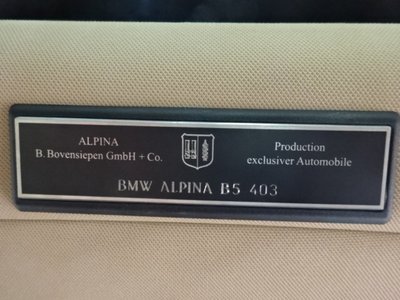 ALPINA
B. Bovensiepen GmbH + Co.
Production
exclusiver Automobile
BMW ALPINA B5 403